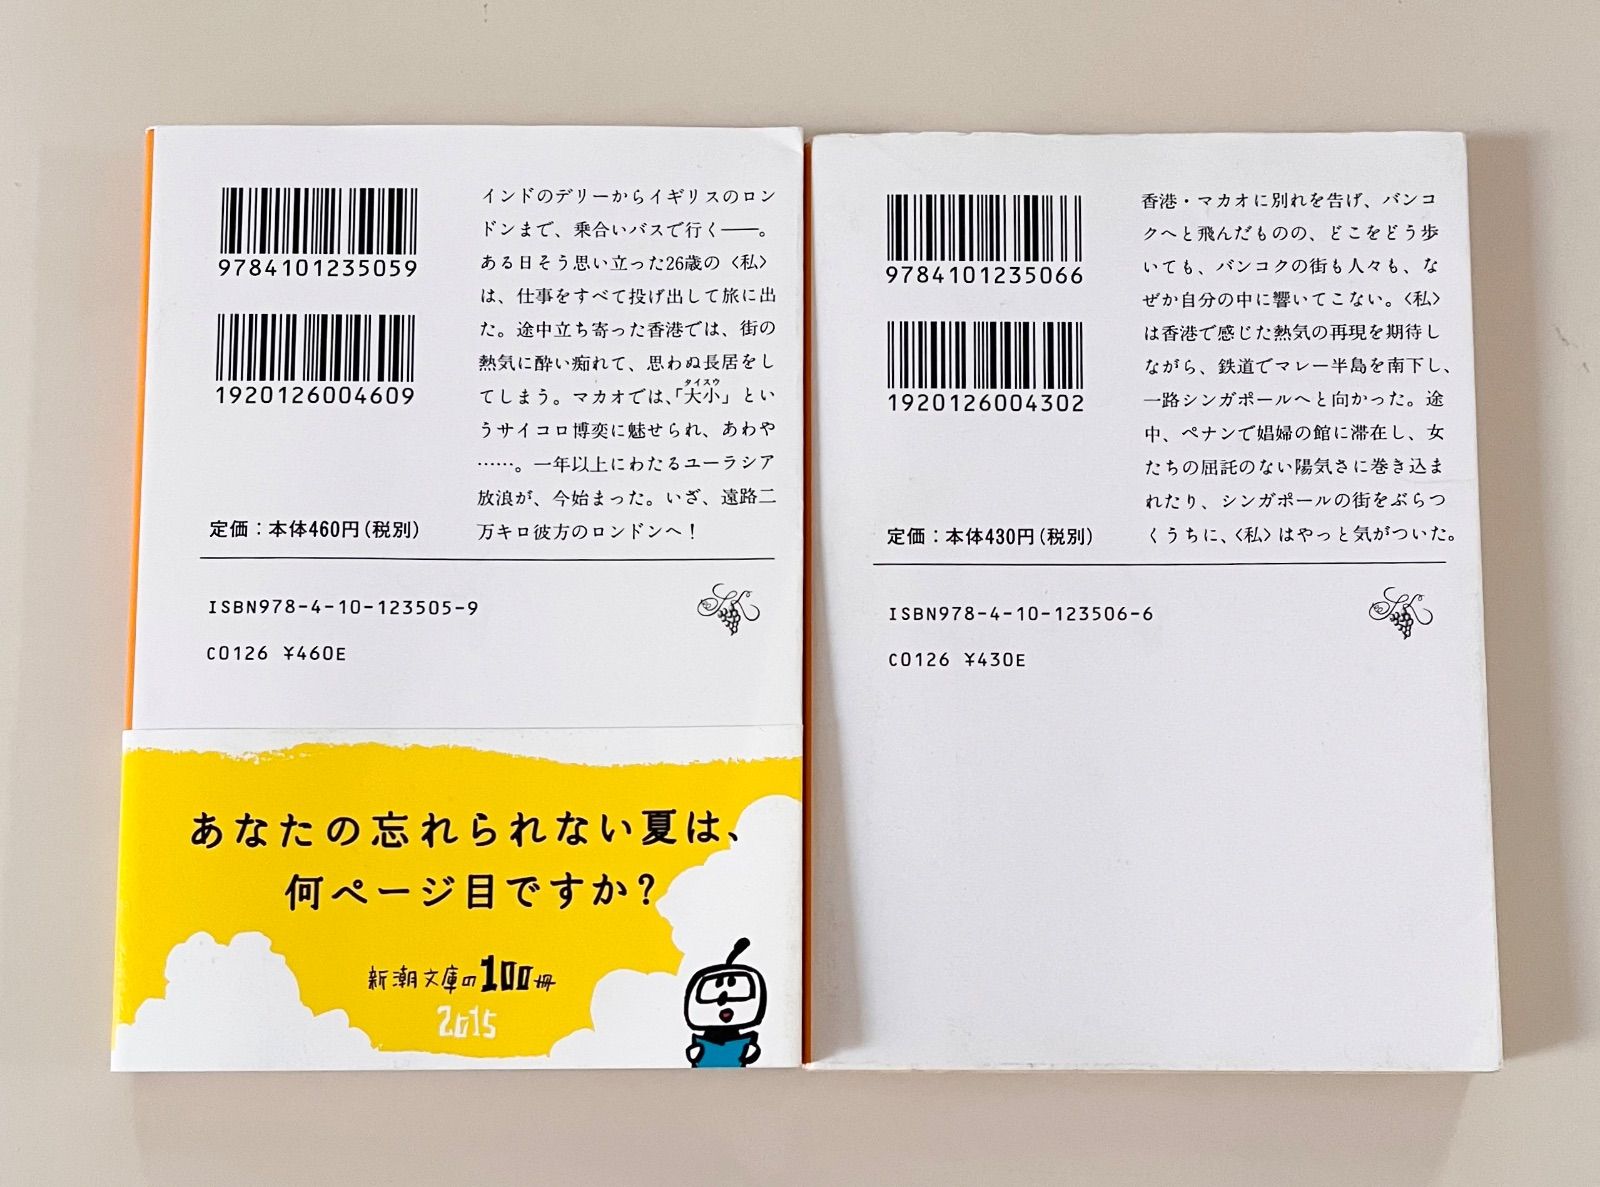 9784101235059
1920126004609
定価：本体460円(税別)
インドのデリーからイギリスのロン
ドンまで、乗合いバスで行く――。
ある日そう思い立った26歳の〈私〉
は、仕事をすべて投げ出して旅に出
た。途中立ち寄った香港では、街の
熱気に酔い痴れて、思わぬ長居をし
タイスウ
てしまう。マカオでは、「大小」とい
うサイコロ博奕に魅せられ、あわや
……。一年以上にわたるユーラシア
放浪が、今始まった。いざ、遠路二
万キロ彼方のロンドンへ！
ISBN978-4-10-123505-9
C0126 ¥460E
あなたの忘れられない夏は、
何ページ目ですか？
新潮文庫の100冊
2015
9784101235066
1920126004302
定価：本体430円(税別)
香港・マカオに別れを告げ、バンコ
クへと飛んだものの、どこをどう歩
いても、バンコクの街も人々も、な
ぜか自分の中に響いてこない。〈私〉
は香港で感じた熱気の再現を期待し
ながら、鉄道でマレー半島を南下し、
一路シンガポールへと向かった。途
中、ペナンで娼婦の館に滞在し、女
たちの屈託のない陽気さに巻き込ま
れたり、シンガポールの街をぶらつ
くうちに、〈私〉はやっと気がついた。
ISBN978-4-10-123506-6
C0126 ¥430E